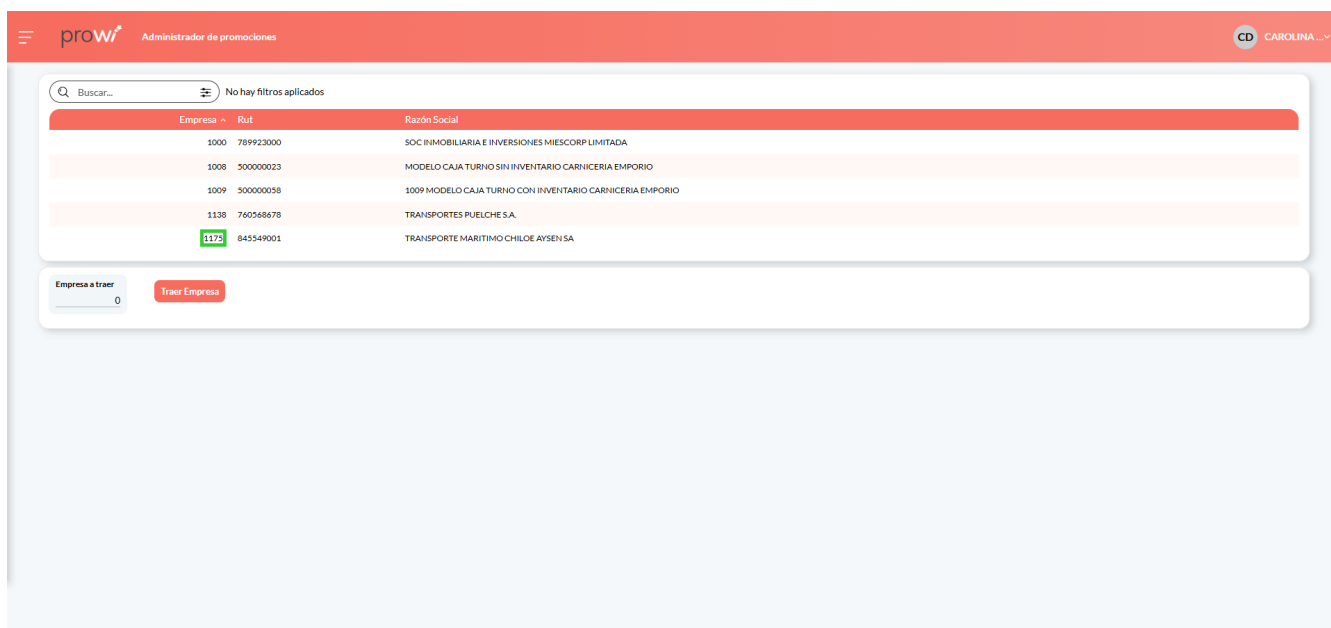 prowi Administrador de promociones CD CAROLINA ...
Buscar... No hay filtros aplicados
Empresa Rut Razón Social
1000 789923000 SOC INMOBILIARIA E INVERSIONES MIESCORP LIMITADA
1008 500000023 MODELO CAJA TURNO SIN INVENTARIO CARNICERIA EMPORIO
1009 500000058 1009 MODELO CAJA TURNO CON INVENTARIO CARNICERIA EMPORIO
1138 760568678 TRANSPORTES PUELCHE S.A.
1175 845549001 TRANSPORTE MARITIMO CHILOE AYSEN SA
Empresa a traer
0
Traer Empresa